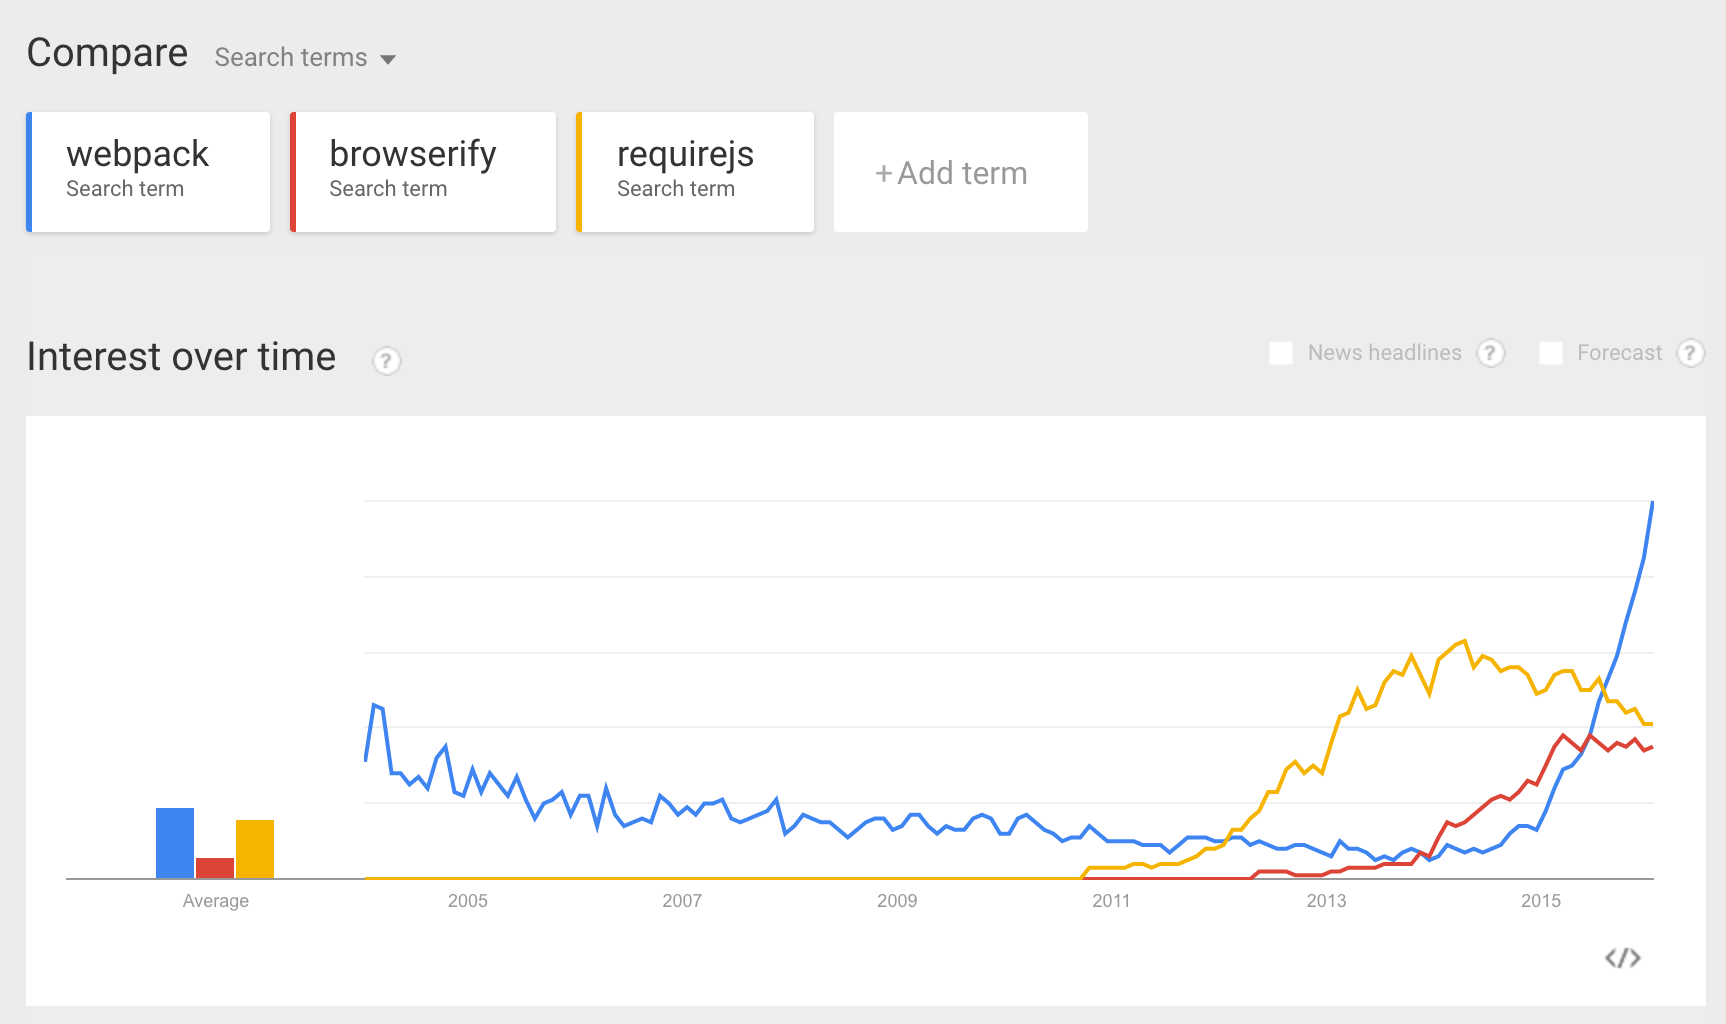 Compare Search terms
webpack
Search term
browserify
Search term
requirejs
Search term
+Add term
Interest over time ?
News headlines ?
Forecast ?
Average
2005
2007
2009
2011
2013
2015
</>